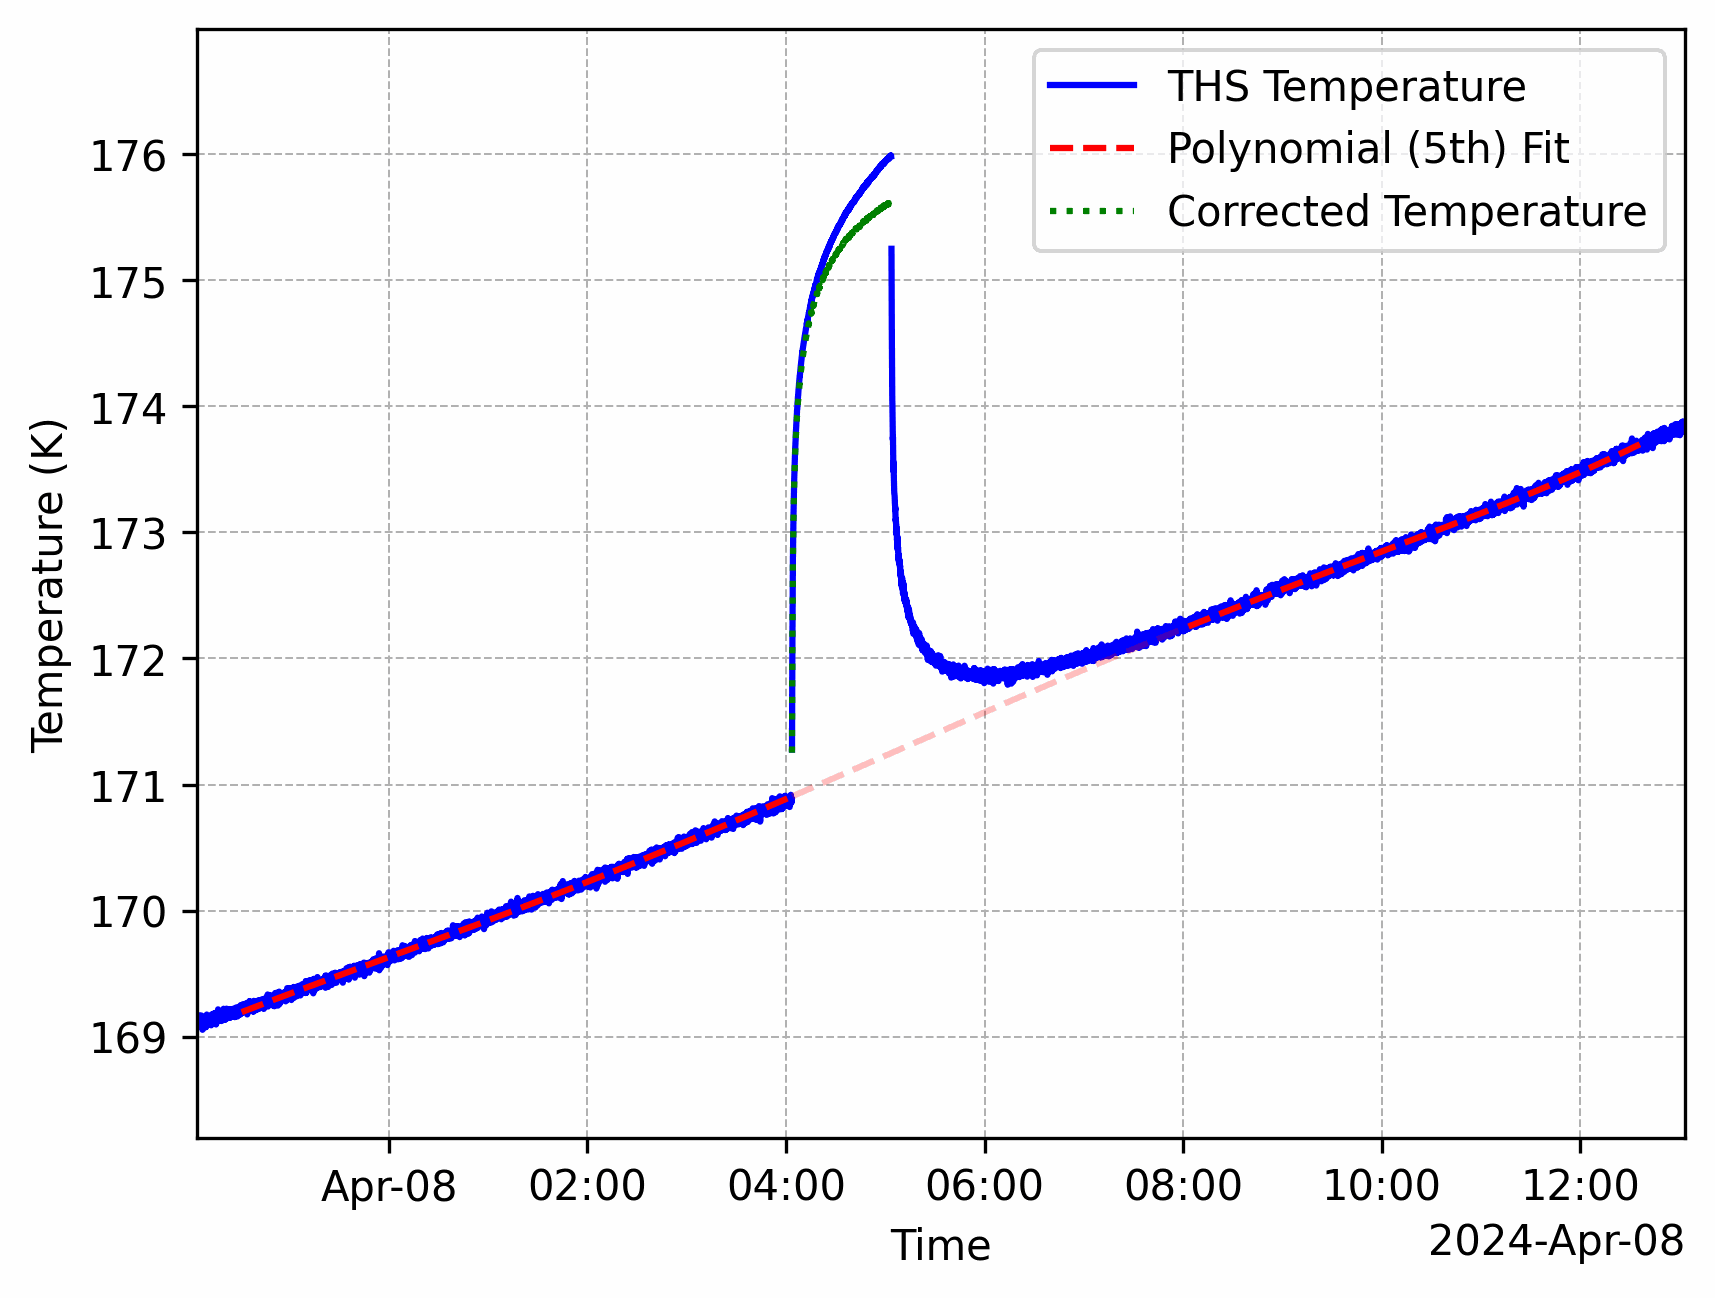 THS Temperature
Polynomial (5th) Fit
Corrected Temperature
176
175
174
173
172
171
170
169
Temperature (K)
Apr-08 02:00 04:00 06:00 08:00 10:00 12:00
Time
2024-Apr-08